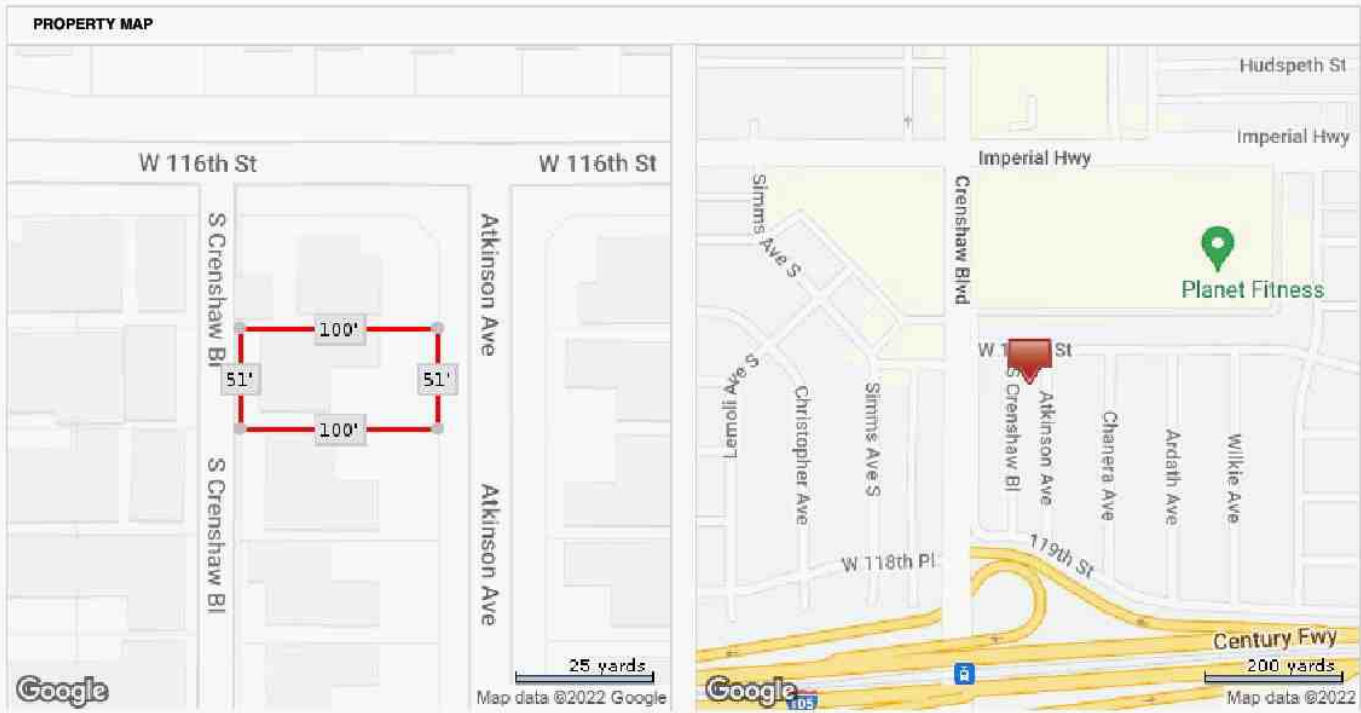 PROPERTY MAP
W 116th St
W 116th St
S Crenshaw Bl
Atkinson Ave
100'
51'
51'
100'
S Crenshaw Bl
Atkinson Ave
25 yards
Google
Map data ©2022 Google
Hudspeth St
Imperial Hwy
Imperial Hwy
Simms Ave S
Crenshaw Blvd
Planet Fitness
W 1
St
Lemoli Ave S
Christopher Ave
Simms Ave S
S Crenshaw Bl
Atkinson Ave
Chanera Ave
Ardath Ave
Wilkie Ave
119th St
W 118th Pl
Century Fwy
200 yards
Google
105
Map data ©2022